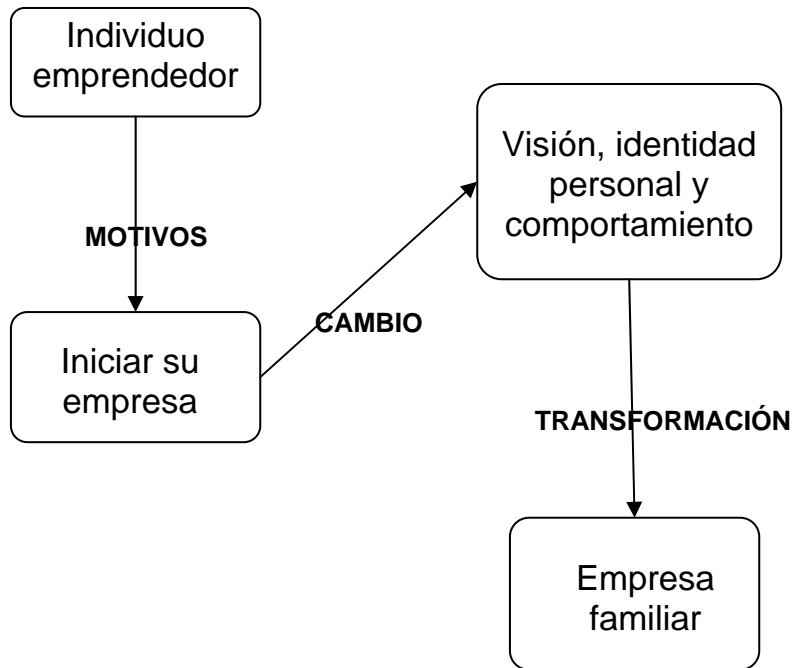 Individuo
emprendedor
MOTIVOS
Iniciar su
empresa
CAMBIO
Visión, identidad
personal y
comportamiento
TRANSFORMACIÓN
Empresa
familiar